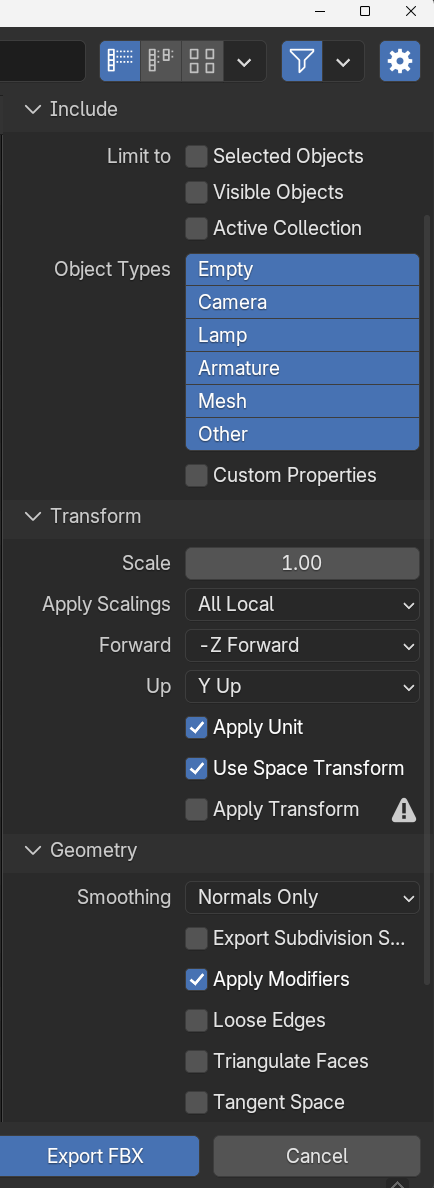 Include
Limit to
Selected Objects
Visible Objects
Active Collection
Object Types
Empty
Camera
Lamp
Armature
Mesh
Other
Custom Properties
Transform
Scale 1.00
Apply Scalings All Local
Forward -Z Forward
Up Y Up
Apply Unit
Use Space Transform
Apply Transform
Geometry
Smoothing Normals Only
Export Subdivision S...
Apply Modifiers
Loose Edges
Triangulate Faces
Tangent Space
Export FBX Cancel